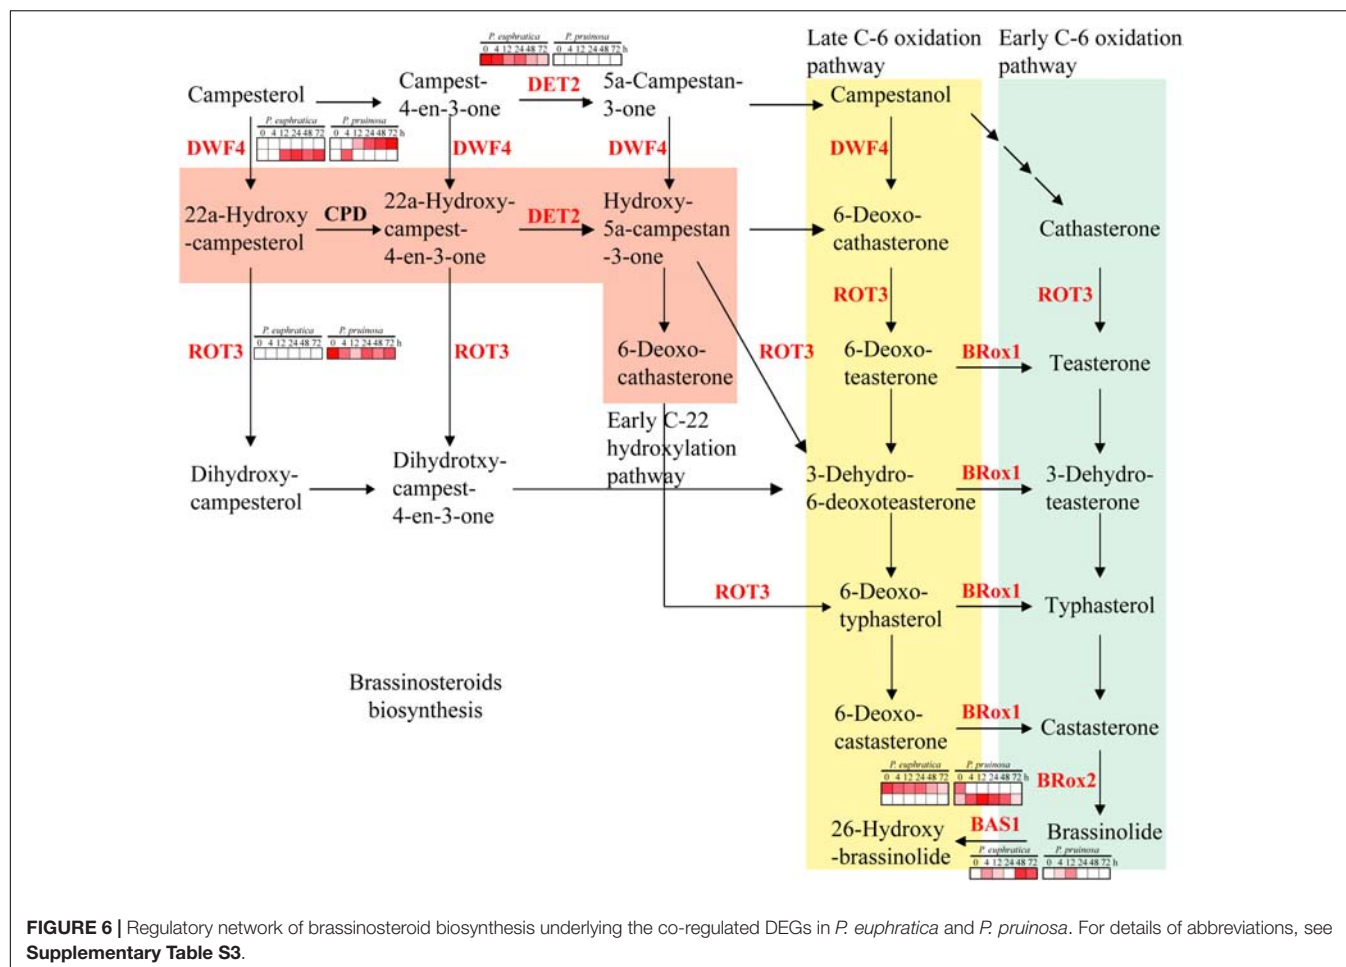 P. euphratica P. pruinosa
0 4 12 24 48 72 0 4 12 24 48 72 h
Late C-6 oxidation
pathway
Early C-6 oxidation
pathway
Campesterol
Campest-
4-en-3-one
DET2
5a-Campestan-
3-one
Campestanol
P. euphratica P. pruinosa
0 4 12 24 48 72 0 4 12 24 48 72 h
DWF4
DWF4
DWF4
DWF4
22a-Hydroxy
-campesterol
CPD
22a-Hydroxy-
campest-
4-en-3-one
DET2
Hydroxy-
5a-campestan
-3-one
6-Deoxo-
cathasterone
Cathasterone
ROT3
ROT3
P. euphratica P. pruinosa
0 4 12 24 48 72 0 4 12 24 48 72 h
ROT3
ROT3
6-Deoxo-
cathasterone
ROT3
6-Deoxo-
teasterone
BRox1
Teasterone
Early C-22
hydroxylation
pathway
Dihydroxy-
campesterol
Dihydrotxy-
campest-
4-en-3-one
3-Dehydro-
6-deoxoteasterone
BRox1
3-Dehydro-
teasterone
ROT3
6-Deoxo-
typhasterol
BRox1
Typhasterol
Brassinosteroids
biosynthesis
6-Deoxo-
castasterone
BRox1
Castasterone
P. euphratica P. pruinosa
0 4 12 24 48 72 0 4 12 24 48 72 h
BRox2
26-Hydroxy
-brassinolide
BAS1
Brassinolide
P. euphratica P. pruinosa
0 4 12 24 48 72 0 4 12 24 48 72 h
FIGURE 6 | Regulatory network of brassinosteroid biosynthesis underlying the co-regulated DEGs in P. euphratica and P. pruinosa. For details of abbreviations, see
Supplementary Table S3.